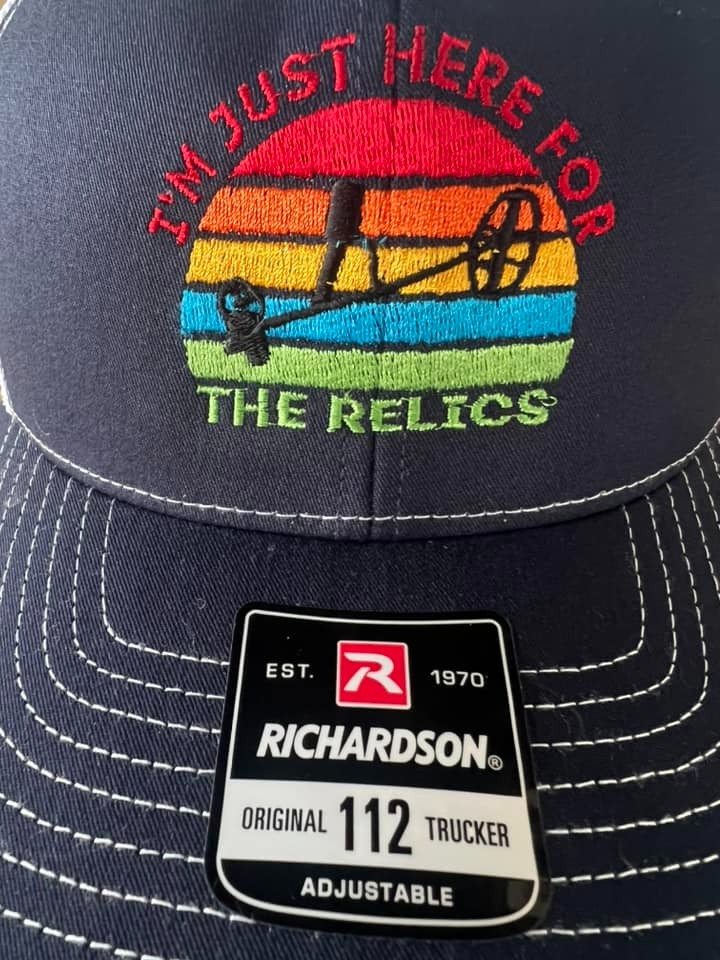 I'M JUST HERE FOR
THE RELICS
EST. R 1970
RICHARDSON®
ORIGINAL 112 TRUCKER
ADJUSTABLE